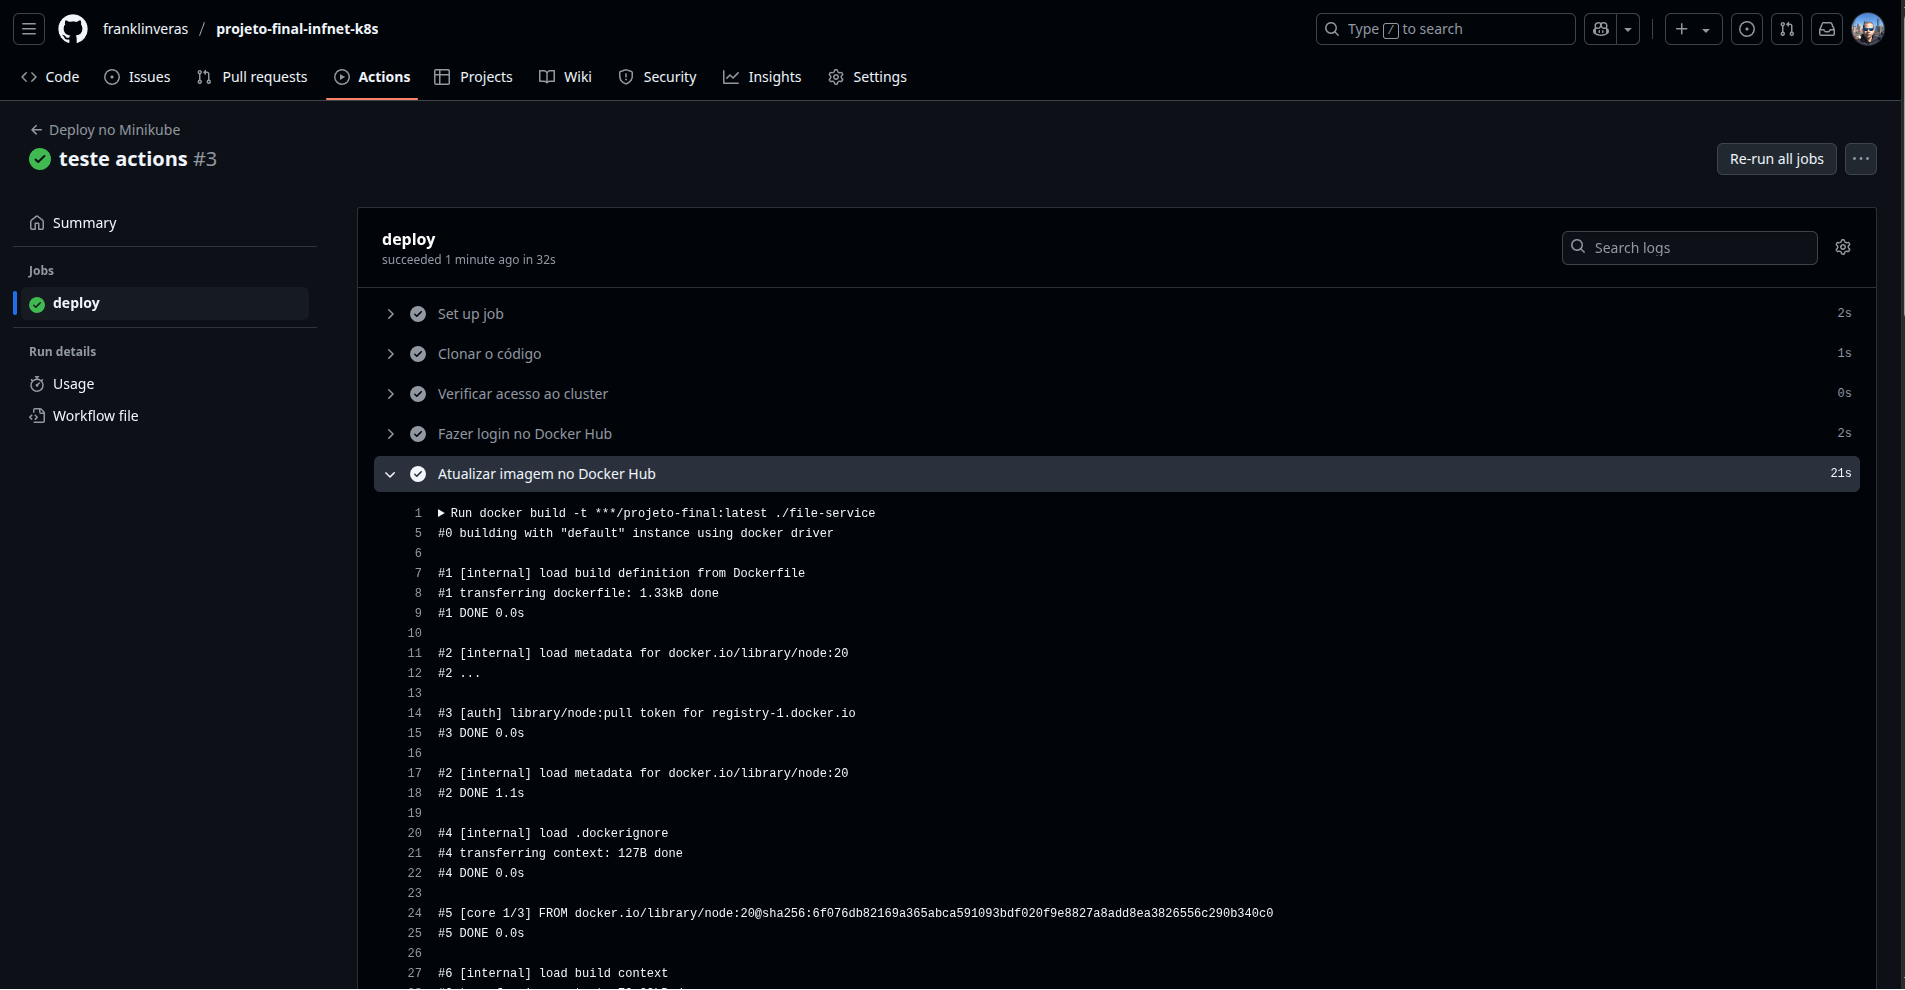 franklinveras / projeto-final-infnet-k8s
Type / to search
Code Issues Pull requests Actions Projects Wiki Security Insights Settings
Deploy no Minikube
teste actions #3
Re-run all jobs
Summary
Jobs
deploy
Run details
Usage
Workflow file
deploy
succeeded 1 minute ago in 32s
Search logs
Set up job 2s
Clonar o código 1s
Verificar acesso ao cluster 0s
Fazer login no Docker Hub 2s
Atualizar imagem no Docker Hub 21s
1 Run docker build -t ***/projeto-final:latest ./file-service
5 #0 building with "default" instance using docker driver
6
7 #1 [internal] load build definition from Dockerfile
8 #1 transferring dockerfile: 1.33kB done
9 #1 DONE 0.0s
10
11 #2 [internal] load metadata for docker.io/library/node:20
12 #2 ...
13
14 #3 [auth] library/node:pull token for registry-1.docker.io
15 #3 DONE 0.0s
16
17 #2 [internal] load metadata for docker.io/library/node:20
18 #2 DONE 1.1s
19
20 #4 [internal] load .dockerignore
21 #4 transferring context: 127B done
22 #4 DONE 0.0s
23
24 #5 [core 1/3] FROM docker.io/library/node:20@sha256:6f076db82169a365abca591093bdf020f9e8827a8add8ea3826556c290b340c0
25 #5 DONE 0.0s
26
27 #6 [internal] load build context